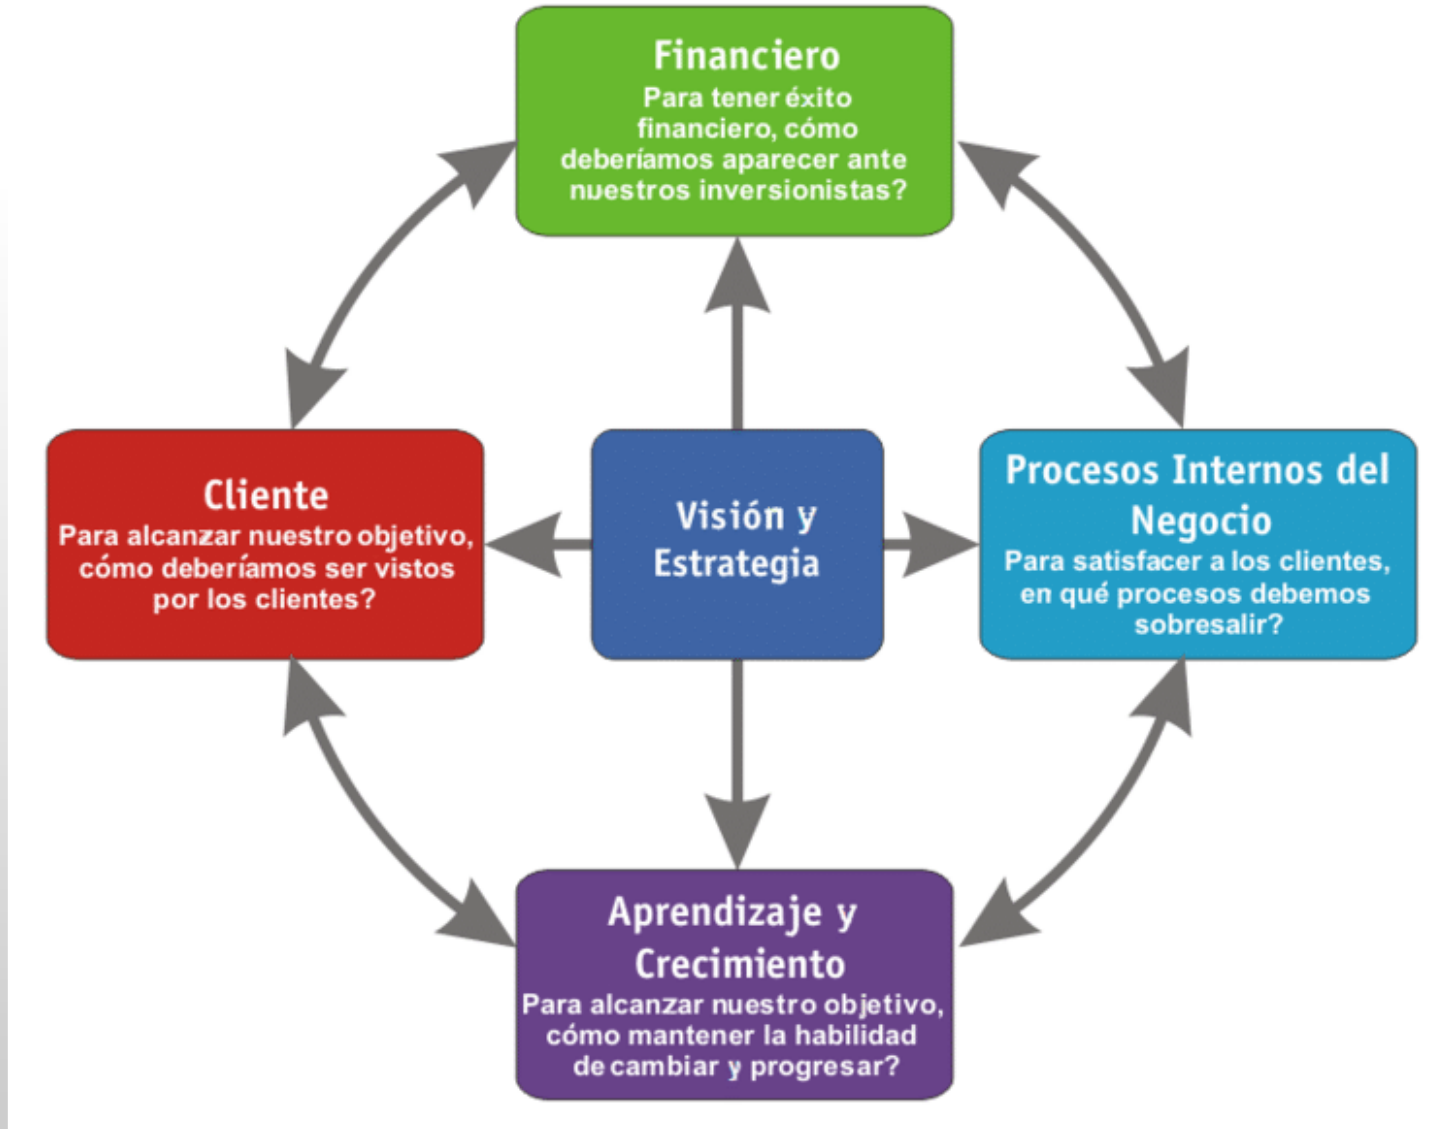 Financiero
Para tener éxito
financiero, cómo
deberíamos aparecer ante
nuestros inversionistas?
Cliente
Para alcanzar nuestro objetivo,
cómo deberíamos ser vistos
por los clientes?
Visión y
Estrategia
Procesos Internos del
Negocio
Para satisfacer a los clientes,
en qué procesos debemos
sobresalir?
Aprendizaje y
Crecimiento
Para alcanzar nuestro objetivo,
cómo mantener la habilidad
de cambiar y progresar?